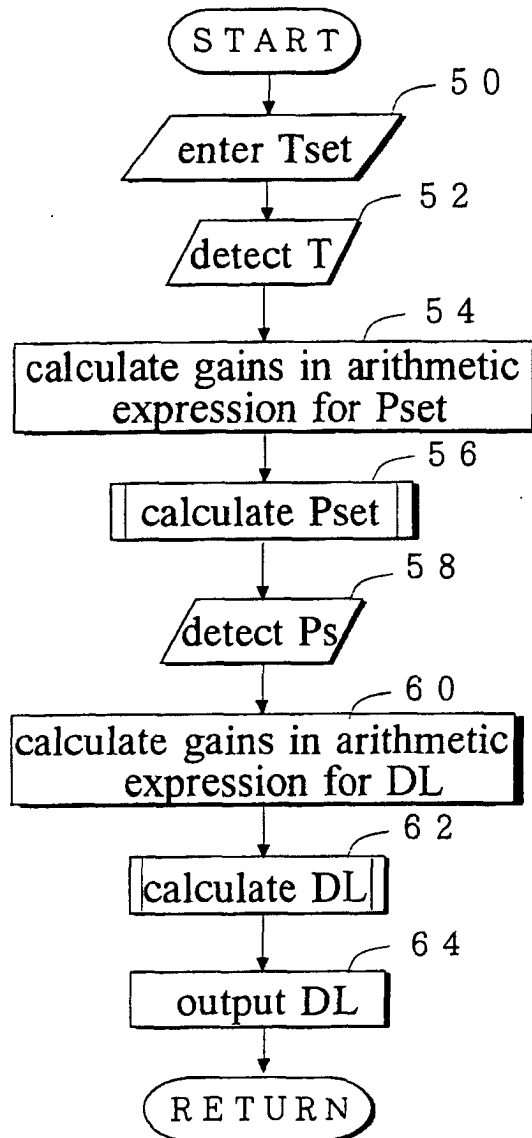 START
50
enter Tset
52
detect T
54
calculate gains in arithmetic
expression for Pset
56
calculate Pset
58
detect Ps
60
calculate gains in arithmetic
expression for DL
62
calculate DL
64
output DL
RETURN